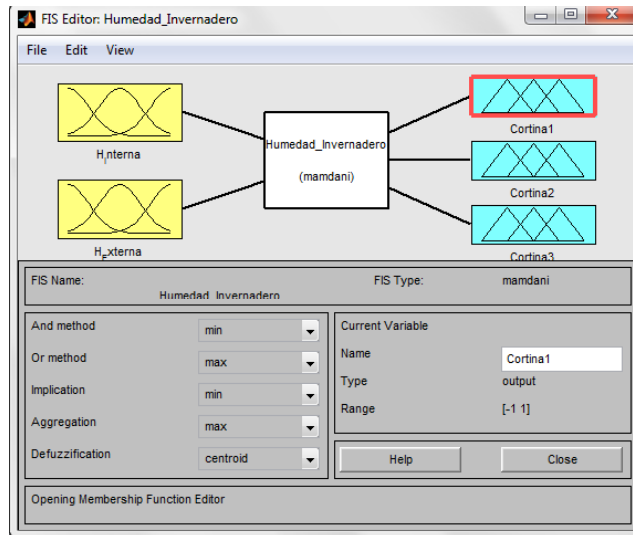 FIS Editor: Humedad_Invernadero
File Edit View
Cortina1
Humedad_Invernadero
HInterna
(mamdani)
Cortina2
HExterna
Cortina3
FIS Name: FIS Type: mamdani
Humedad_Invernadero
And method min
Or method max
Implication min
Aggregation max
Defuzzification centroid
Current Variable
Name Cortina1
Type output
Range [-1 1]
Help Close
Opening Membership Function Editor